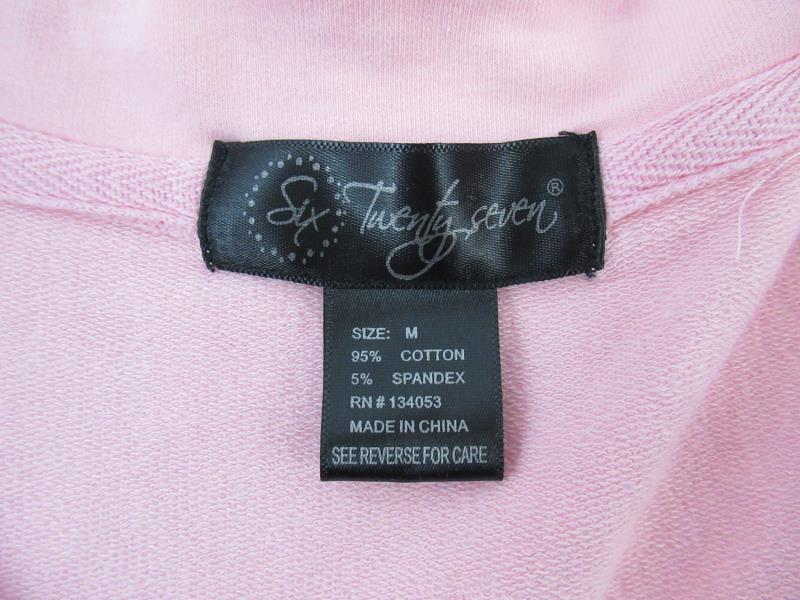 Six Twenty seven®
SIZE: M
95% COTTON
5% SPANDEX
RN # 134053
MADE IN CHINA
SEE REVERSE FOR CARE